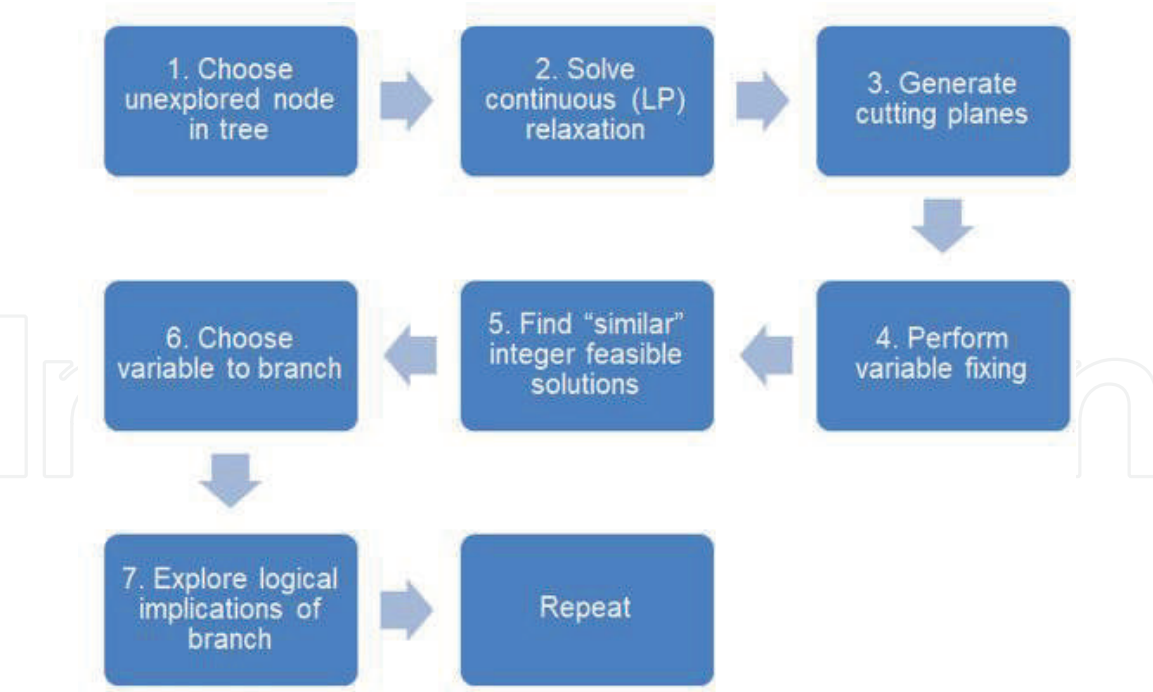 1. Choose
unexplored node
in tree
2. Solve
continuous (LP)
relaxation
3. Generate
cutting planes
4. Perform
variable fixing
5. Find “similar”
integer feasible
solutions
6. Choose
variable to branch
7. Explore logical
implications of
branch
Repeat